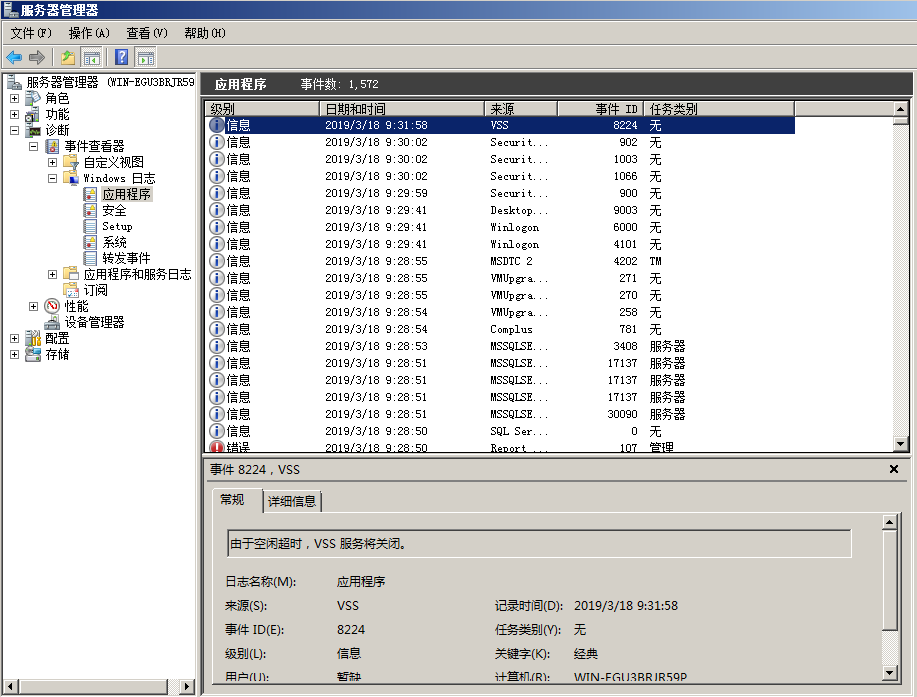 服务器管理器
文件(F) 操作(A) 查看(V) 帮助(H)
服务器管理器 (WIN-EGU3BRJR59
角色
功能
诊断
事件查看器
自定义视图
Windows 日志
应用程序
安全
Setup
系统
转发事件
应用程序和服务日志
订阅
性能
设备管理器
配置
存储
应用程序 事件数: 1,572
级别 日期和时间 来源 事件 ID 任务类别
信息 2019/3/18 9:31:58 VSS 8224 无
信息 2019/3/18 9:30:02 Securit... 902 无
信息 2019/3/18 9:30:02 Securit... 1003 无
信息 2019/3/18 9:30:02 Securit... 1066 无
信息 2019/3/18 9:29:59 Securit... 900 无
信息 2019/3/18 9:29:41 Desktop... 9003 无
信息 2019/3/18 9:29:41 Winlogon 6000 无
信息 2019/3/18 9:29:41 Winlogon 4101 无
信息 2019/3/18 9:28:55 MSDTC 2 4202 TM
信息 2019/3/18 9:28:55 VMUpgra... 271 无
信息 2019/3/18 9:28:55 VMUpgra... 270 无
信息 2019/3/18 9:28:54 VMUpgra... 258 无
信息 2019/3/18 9:28:54 Complus 781 无
信息 2019/3/18 9:28:53 MSSQLSE... 3408 服务器
信息 2019/3/18 9:28:51 MSSQLSE... 17137 服务器
信息 2019/3/18 9:28:51 MSSQLSE... 17137 服务器
信息 2019/3/18 9:28:51 MSSQLSE... 17137 服务器
信息 2019/3/18 9:28:51 MSSQLSE... 30090 服务器
信息 2019/3/18 9:28:50 SQL Ser... 0 无
错误 2019/3/18 9:28:50 Report ... 107 管理
事件 8224，VSS
常规 详细信息
由于空闲超时，VSS 服务将关闭。
日志名称(M): 应用程序
来源(S): VSS 记录时间(D): 2019/3/18 9:31:58
事件 ID(E): 8224 任务类别(Y): 无
级别(L): 信息 关键字(K): 经典
用户(U): 暂缺 计算机(R): WIN-EGU3BRJR59P